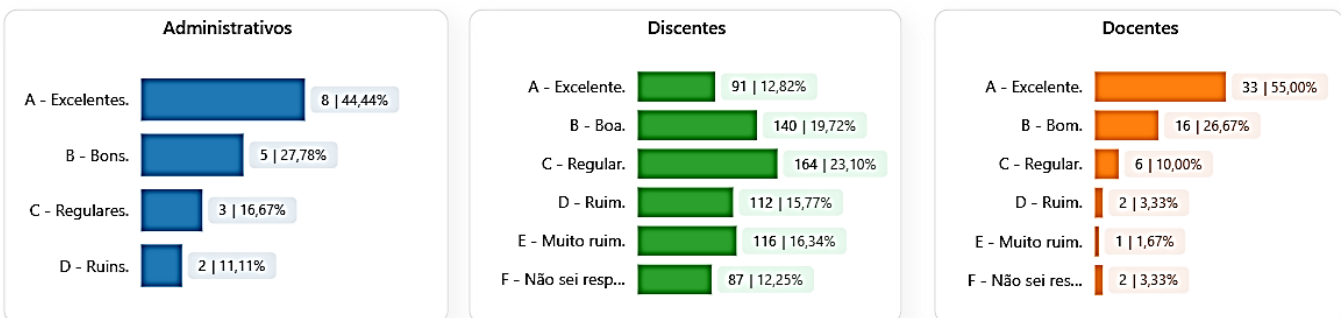 Administrativos
A - Excelentes. 8 | 44,44%
B - Bons. 5 | 27,78%
C - Regulares. 3 | 16,67%
D - Ruins. 2 | 11,11%
Discentes
A - Excelente. 91 | 12,82%
B - Boa. 140 | 19,72%
C - Regular. 164 | 23,10%
D - Ruim. 112 | 15,77%
E - Muito ruim. 116 | 16,34%
F - Não sei resp... 87 | 12,25%
Docentes
A - Excelente. 33 | 55,00%
B - Bom. 16 | 26,67%
C - Regular. 6 | 10,00%
D - Ruim. 2 | 3,33%
E - Muito ruim. 1 | 1,67%
F - Não sei res... 2 | 3,33%